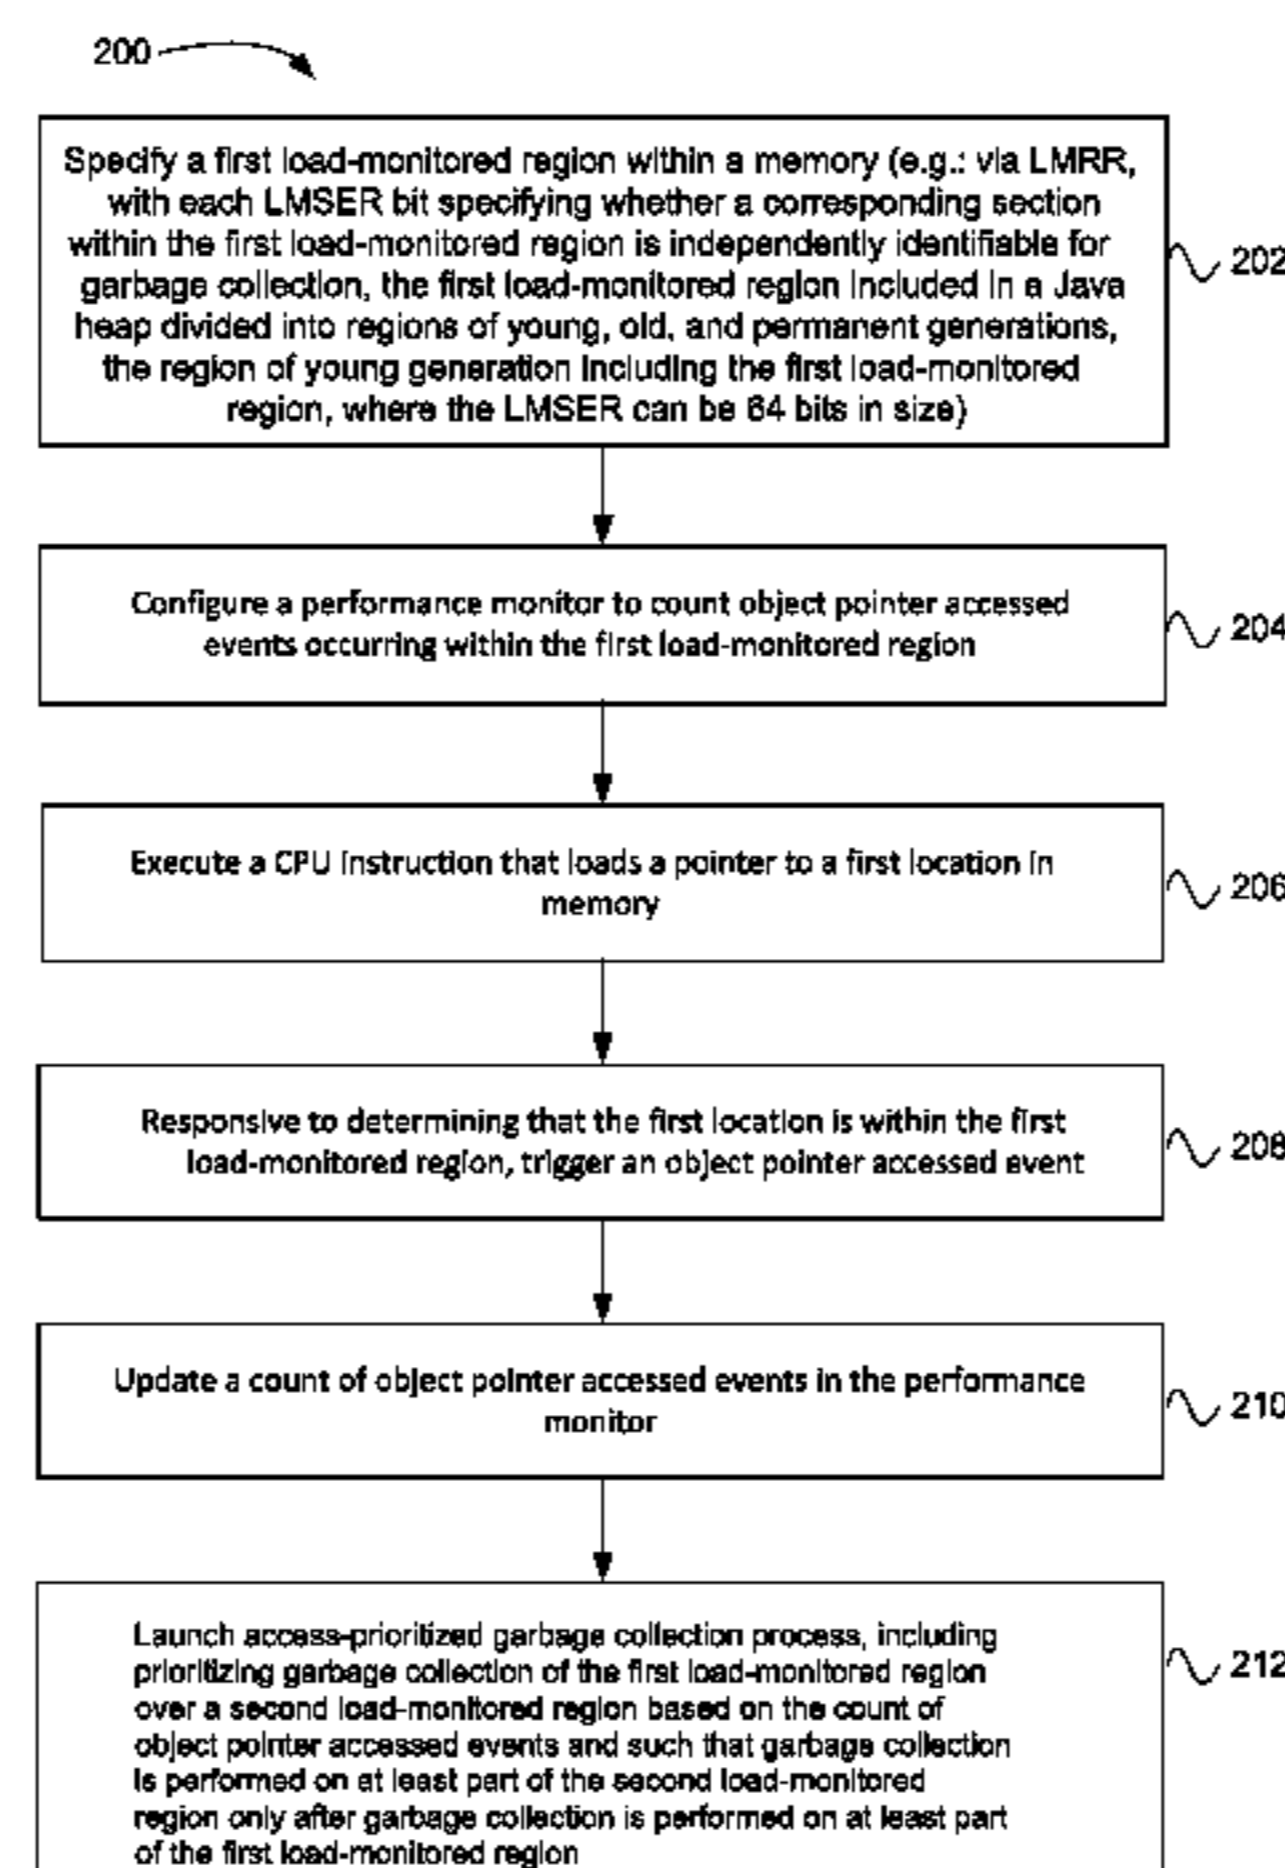 200
Specify a first load-monitored region within a memory (e.g.: via LMRR,
with each LMSER bit specifying whether a corresponding section
within the first load-monitored region is independently identifiable for
garbage collection, the first load-monitored region included in a Java
heap divided into regions of young, old, and permanent generations,
the region of young generation including the first load-monitored
region, where the LMSER can be 64 bits in size)
202
Configure a performance monitor to count object pointer accessed
events occurring within the first load-monitored region
204
Execute a CPU instruction that loads a pointer to a first location in
memory
206
Responsive to determining that the first location is within the first
load-monitored region, trigger an object pointer accessed event
208
Update a count of object pointer accessed events in the performance
monitor
210
Launch access-prioritized garbage collection process, including
prioritizing garbage collection of the first load-monitored region
over a second load-monitored region based on the count of
object pointer accessed events and such that garbage collection
is performed on at least part of the second load-monitored
region only after garbage collection is performed on at least part
of the first load-monitored region
212